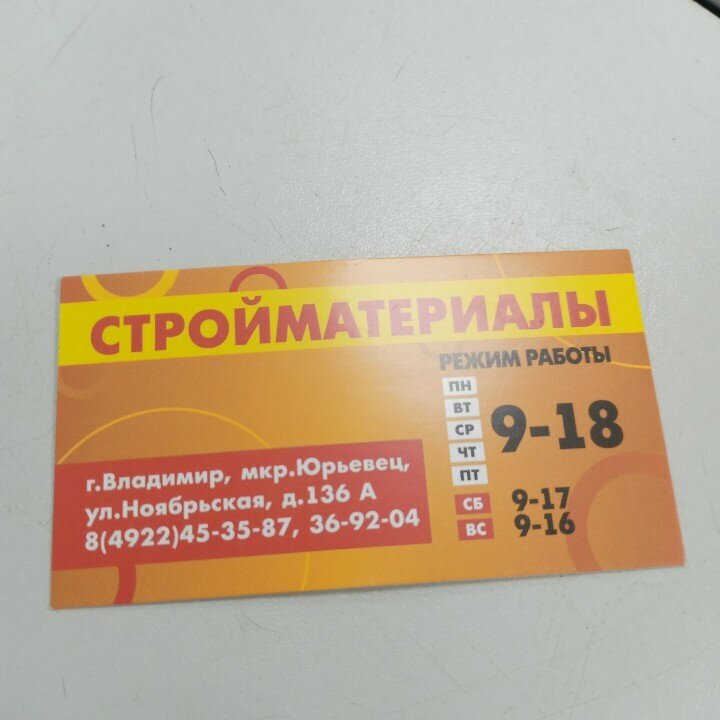 СТРОЙМАТЕРИАЛЫ
РЕЖИМ РАБОТЫ
ПН
ВТ
СР
ЧТ
ПТ
9-18
СБ 9-17
ВС 9-16
г.Владимир, мкр.Юрьевец,
ул.Ноябрьская, д.136 А
8(4922)45-35-87, 36-92-04